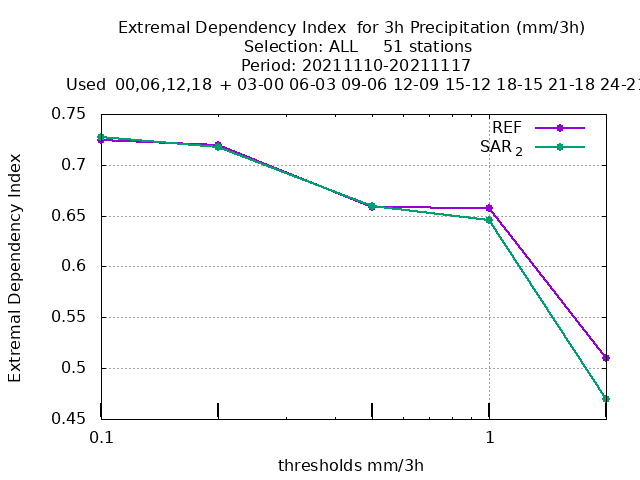 Extremal Dependency Index  for 3h Precipitation (mm/3h)
Selection: ALL     51 stations
Period: 20211110-20211117
Used  00,06,12,18  + 03-00 06-03 09-06 12-09 15-12 18-15 21-18 24-21
REF
SAR 2
0.75
0.7
0.65
0.6
0.55
0.5
0.45
Extremal Dependency Index
0.1
1
thresholds mm/3h